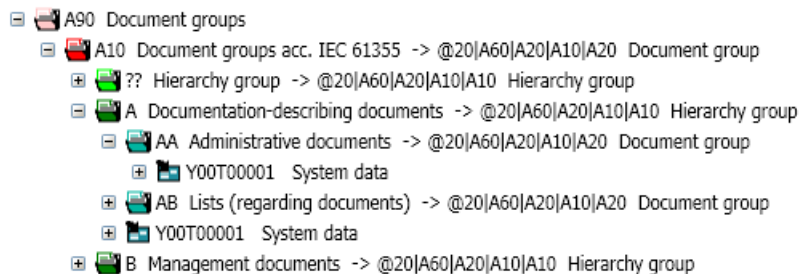 A90 Document groups
A10 Document groups acc. IEC 61355 -> @20|A60|A20|A10|A20 Document group
?? Hierarchy group -> @20|A60|A20|A10|A10 Hierarchy group
A Documentation-describing documents -> @20|A60|A20|A10|A10 Hierarchy group
AA Administrative documents -> @20|A60|A20|A10|A20 Document group
Y00T00001 System data
AB Lists (regarding documents) -> @20|A60|A20|A10|A20 Document group
Y00T00001 System data
B Management documents -> @20|A60|A20|A10|A10 Hierarchy group